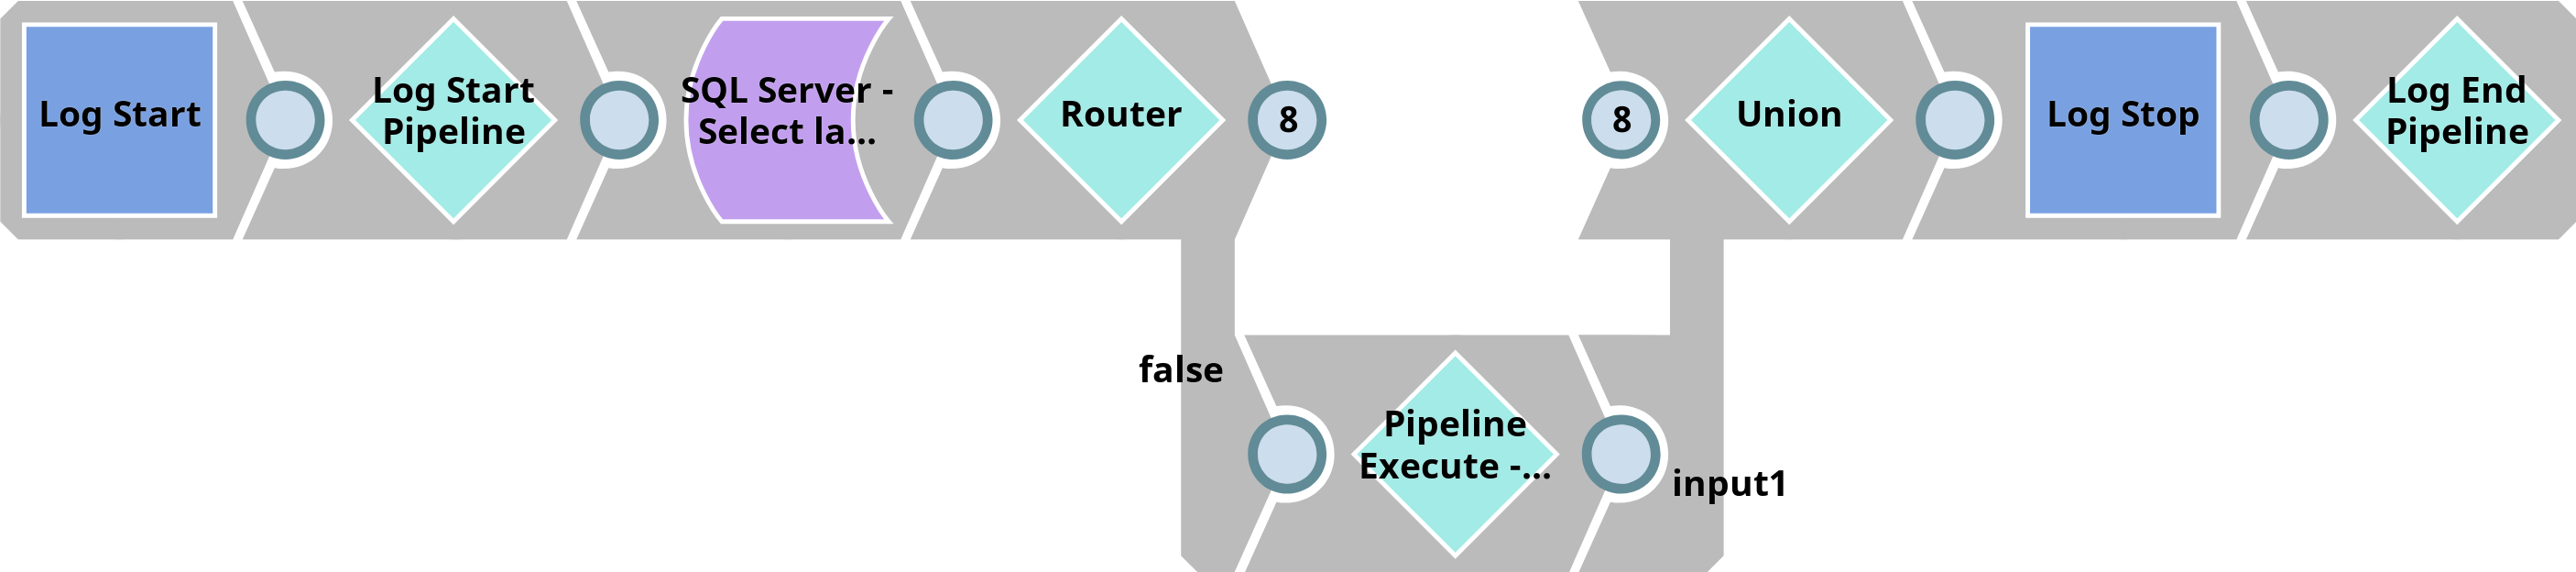 Log Start
Log Start
Pipeline
SQL Server -
Select la...
Router
8
8
Union
Log Stop
Log End
Pipeline
false
Pipeline
Execute -...
input1